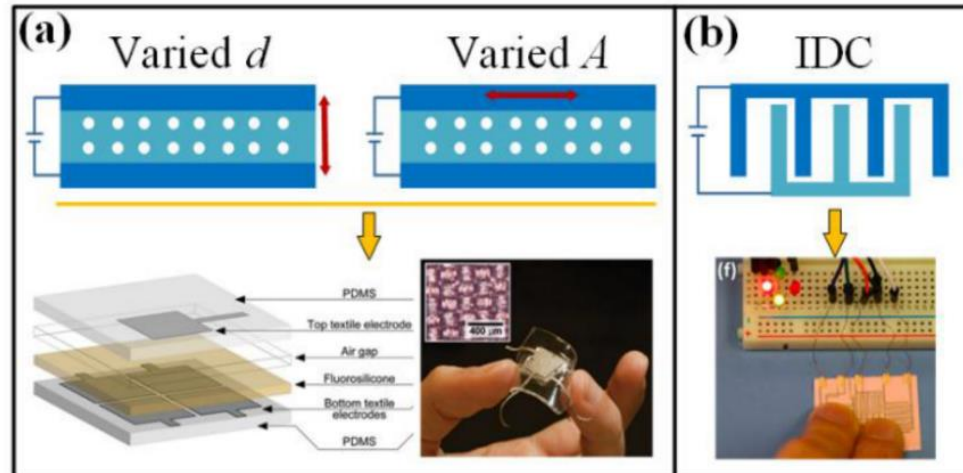 (a)
Varied d
Varied A
PDMS
Top textile electrode
Air gap
Fluorosilicone
Bottom textile
electrodes
PDMS
400 μm
(b)
IDC
(f)